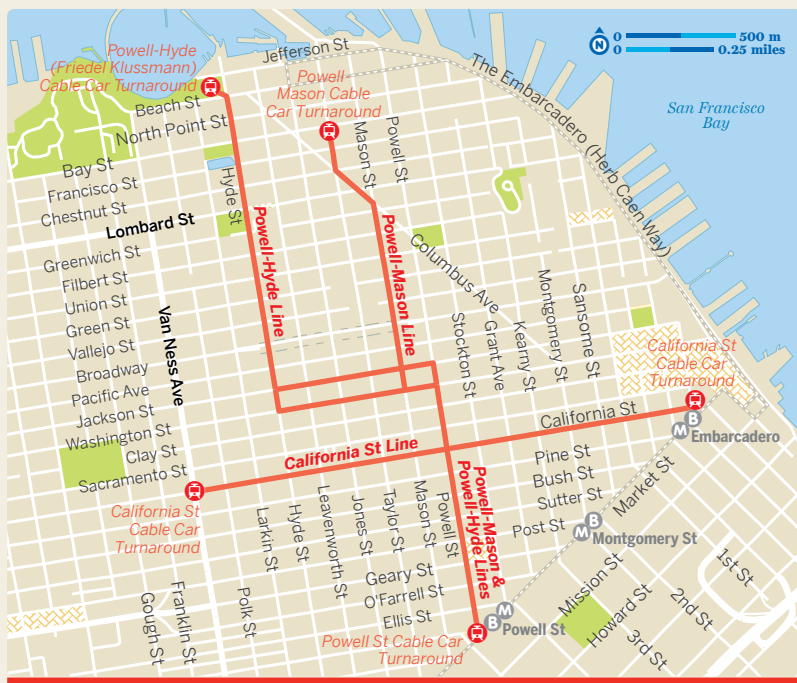 Jefferson St
0 500 m
0 0.25 miles
N
Powell-Hyde
(Friedel Klussmann)
Cable Car Turnaround
Powell
Mason Cable
Car Turnaround
The Embarcadero (Herb Caen Way)
San Francisco
Bay
Beach St
North Point St
Bay St
Francisco St
Chestnut St
Lombard St
Greenwich St
Filbert St
Union St
Green St
Vallejo St
Broadway
Pacific Ave
Jackson St
Washington St
Clay St
Sacramento St
Van Ness Ave
Hyde St
Mason St
Powell St
Powell-Hyde Line
Powell-Mason Line
Columbus Ave
Stockton St
Grant Ave
Kearny St
Montgomery St
Sansome St
California St
Cable Car
Turnaround
California St
California St Line
B
M
Embarcadero
Pine St
Bush St
Sutter St
Post St
Market St
B
M
Montgomery St
California St
Cable Car
Turnaround
Larkin St
Hyde St
Leavenworth St
Jones St
Taylor St
Mason St
Powell St
Powell-Mason &
Powell-Hyde Lines
Geary St
O'Farrell St
Ellis St
Gough St
Franklin St
Polk St
Powell St Cable Car
Turnaround
M
B
Powell St
Mission St
Howard St
1st St
2nd St
3rd St